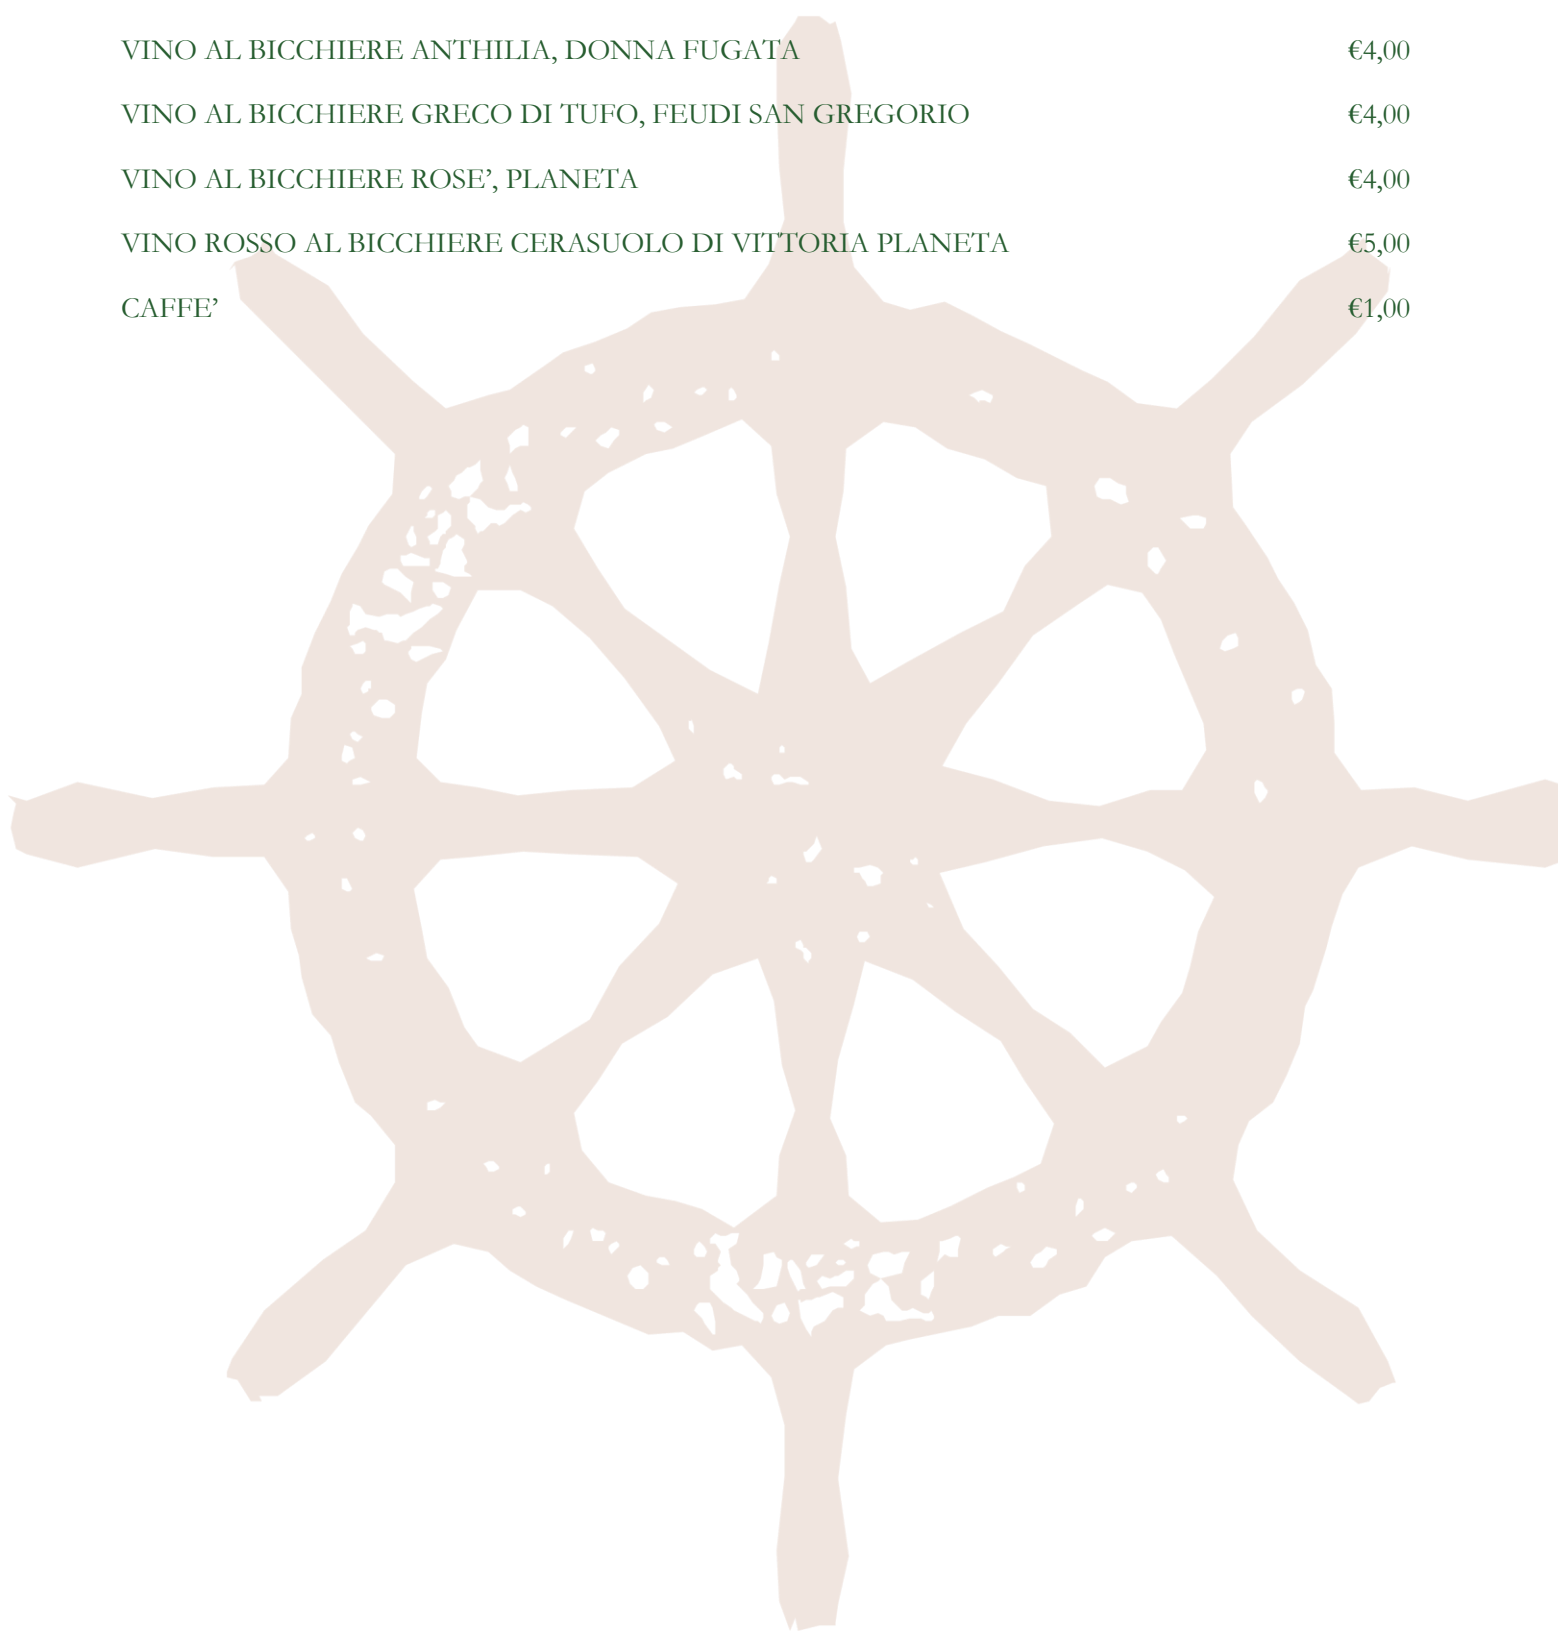 VINO AL BICCHIERE ANTHILIA, DONNA FUGATA €4,00
VINO AL BICCHIERE GRECO DI TUFO, FEUDI SAN GREGORIO €4,00
VINO AL BICCHIERE ROSE’, PLANETA €4,00
VINO ROSSO AL BICCHIERE CERASUOLO DI VITTORIA PLANETA €5,00
CAFFE’ €1,00